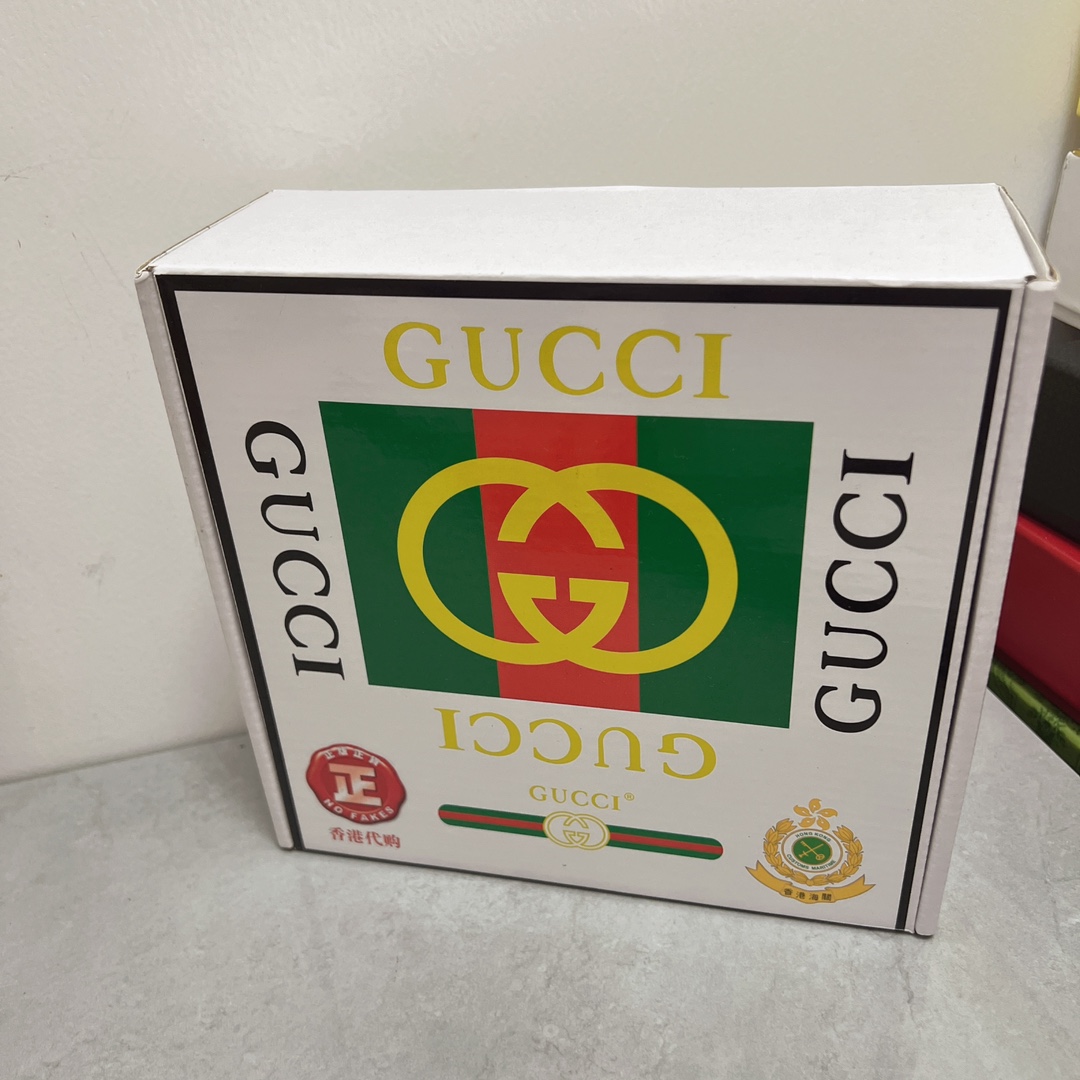 GUCCI
GUCCI
GUCCI
GUCCI
GUCCI®
正
NO FAKES
香港代购
HONG KONG
CUSTOMS MARITIME
香港海關